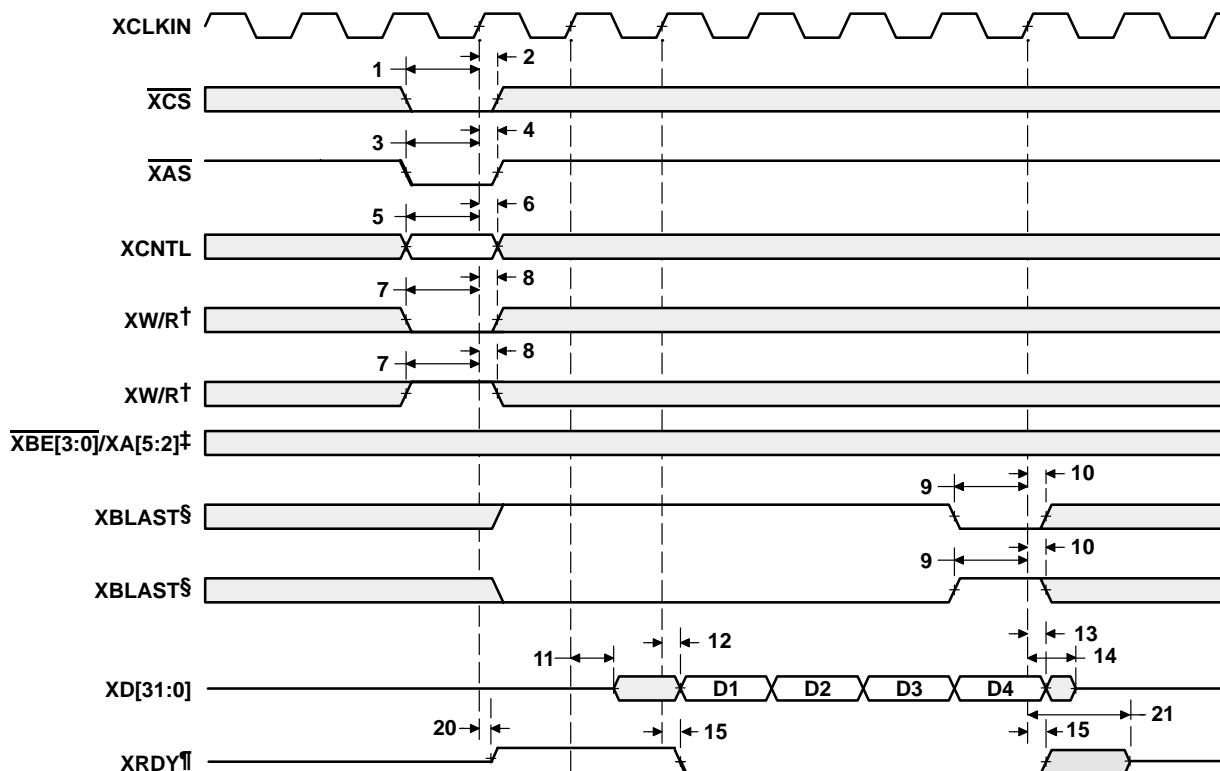 XCLKIN
1
2
XCS
3
4
XAS
5
6
XCNTL
7
8
XW/R†
7
8
XW/R†
XBE[3:0]/XA[5:2]‡
9
10
XBLAST§
9
10
XBLAST§
11
12
13
14
XD[31:0]
D1
D2
D3
D4
20
15
15
21
XRDY¶